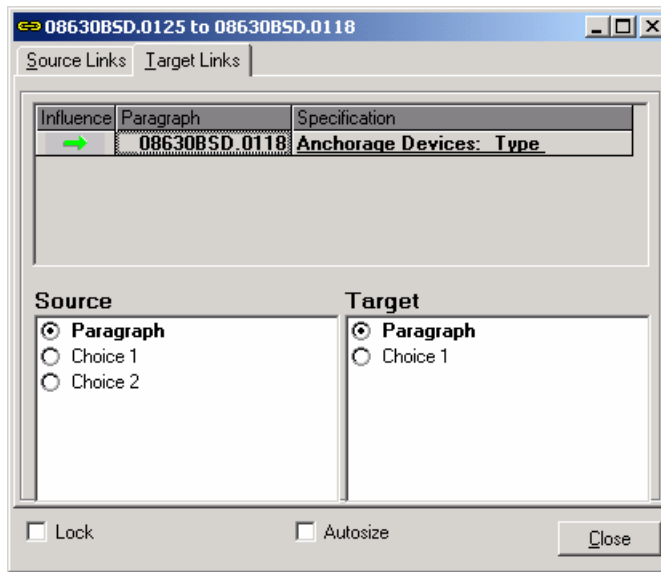 08630BSD.0125 to 08630BSD.0118
Source Links Target Links
Influence Paragraph Specification
08630BSD.0118 Anchorage Devices: Type
Source Target
Paragraph Paragraph
Choice 1 Choice 1
Choice 2
Lock Autosize Close